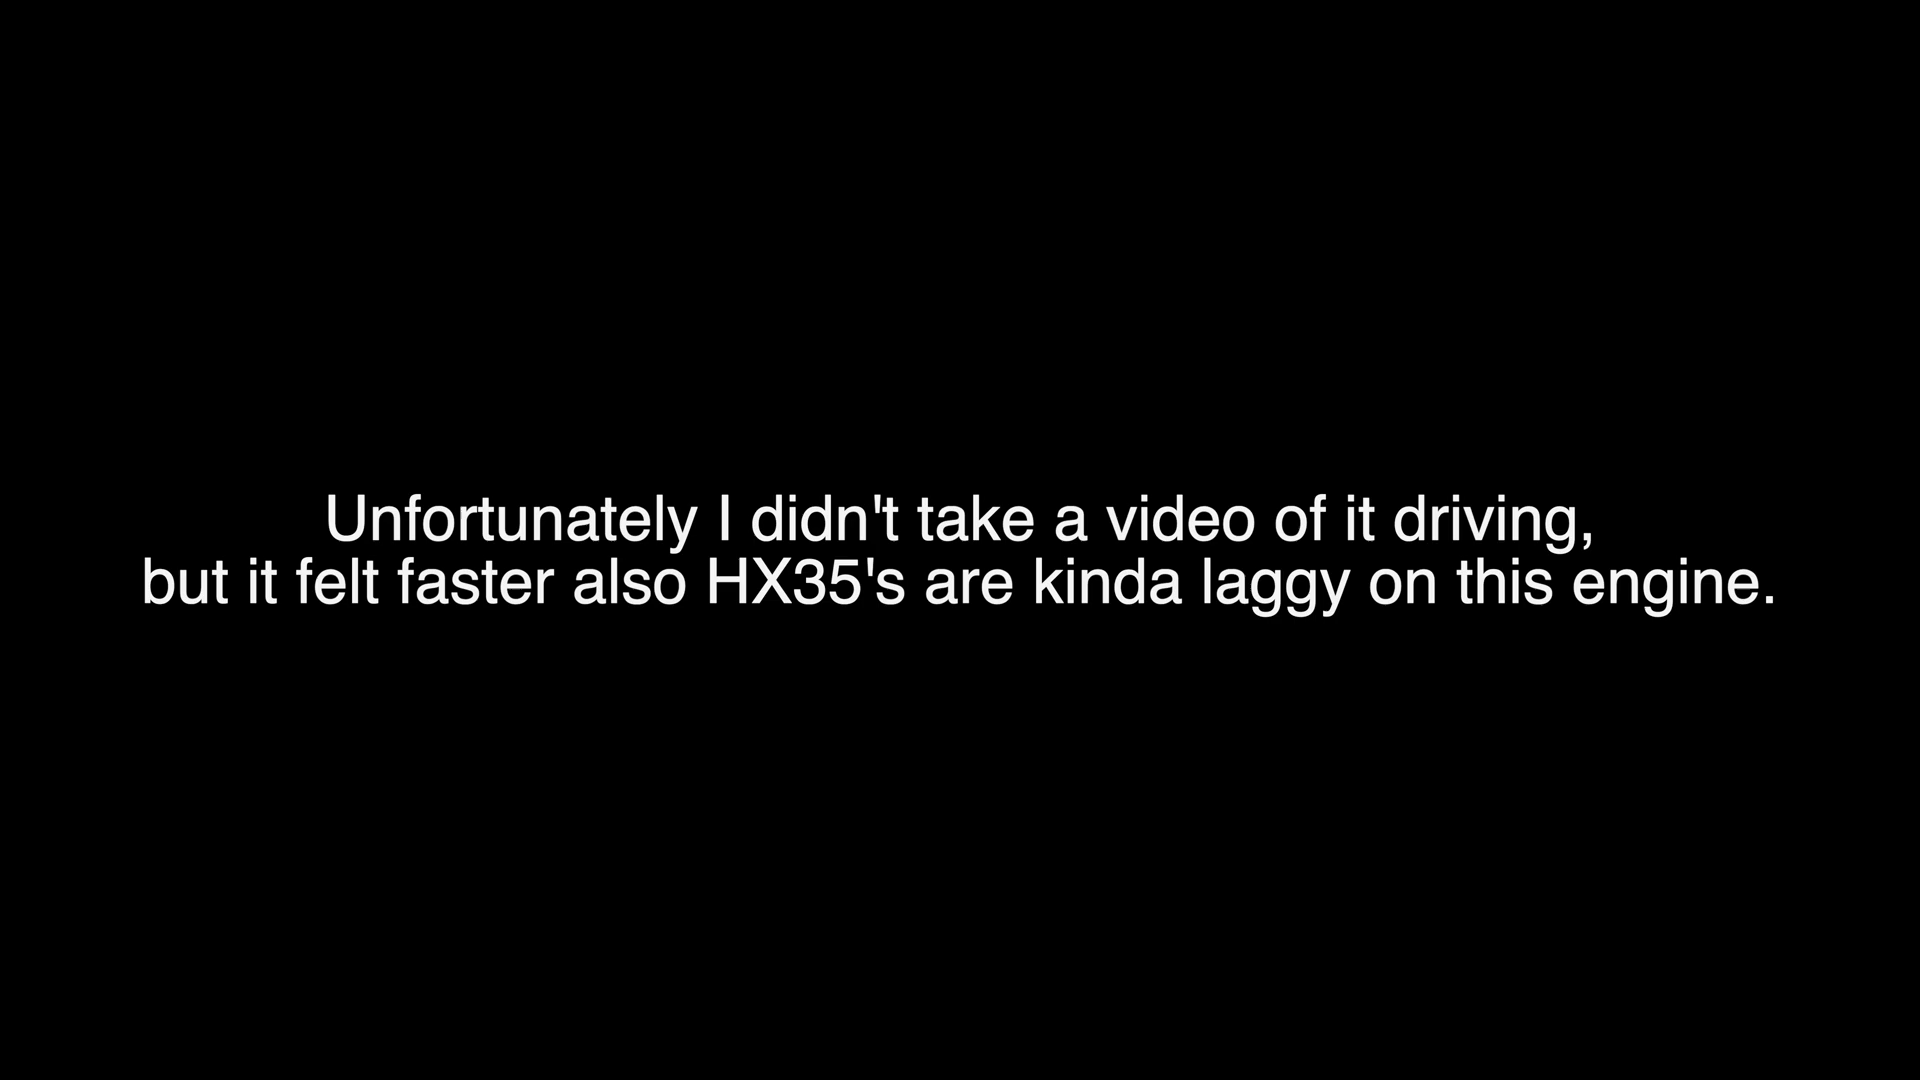 Unfortunately I didn't take a video of it driving,
but it felt faster also HX35's are kinda laggy on this engine.